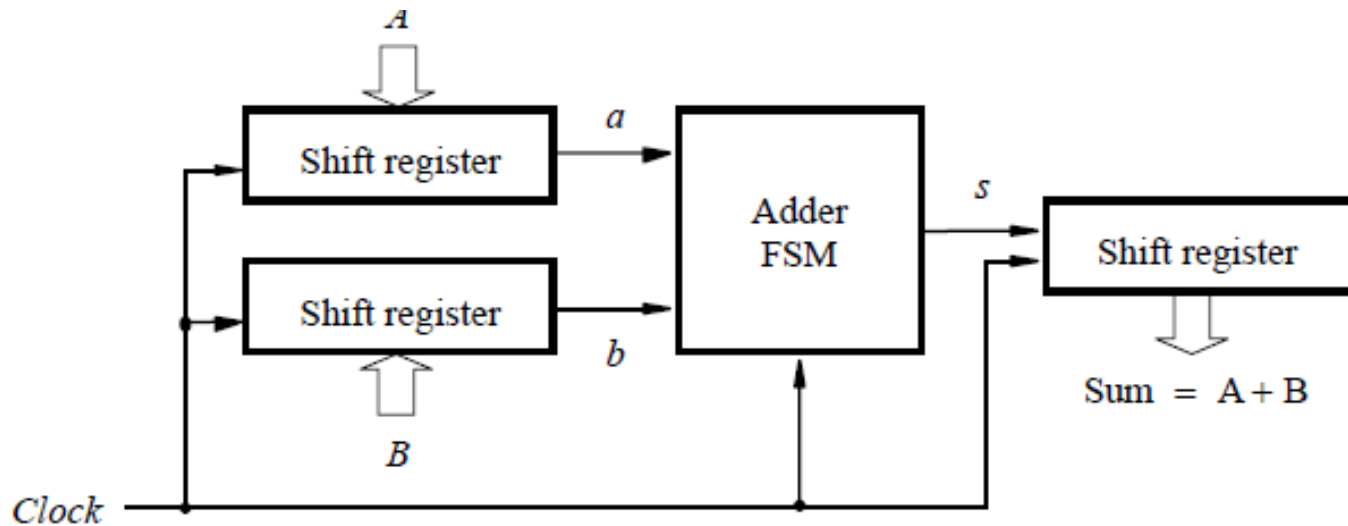 A
Shift register
a
Shift register
b
B
Adder
FSM
s
Shift register
Sum = A + B
Clock